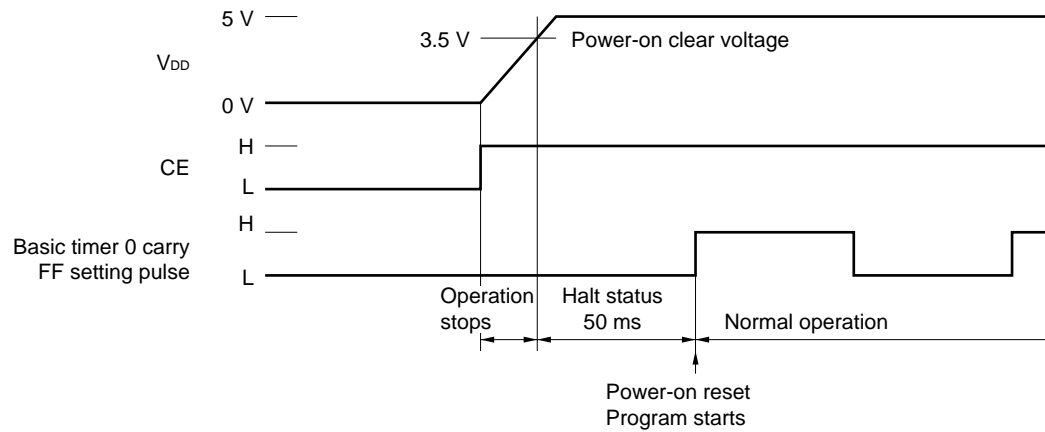 5 V
3.5 V
Power-on clear voltage
VDD
0 V
H
CE
L
H
Basic timer 0 carry
FF setting pulse
L
Operation
stops
Halt status
50 ms
Normal operation
Power-on reset
Program starts